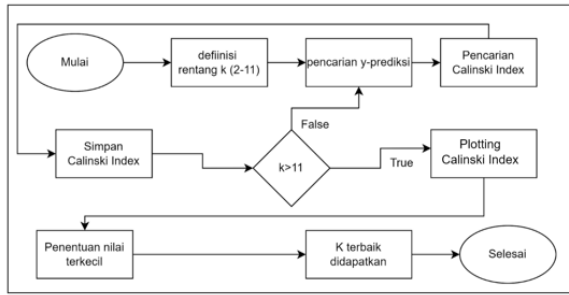 Mulai
defiinisi
rentang k (2-11)
pencarian y-prediksi
Pencarian
Calinski Index
Simpan
Calinski Index
k>11
False
True
Plotting
Calinski Index
Penentuan nilai
terkecil
K terbaik
didapatkan
Selesai